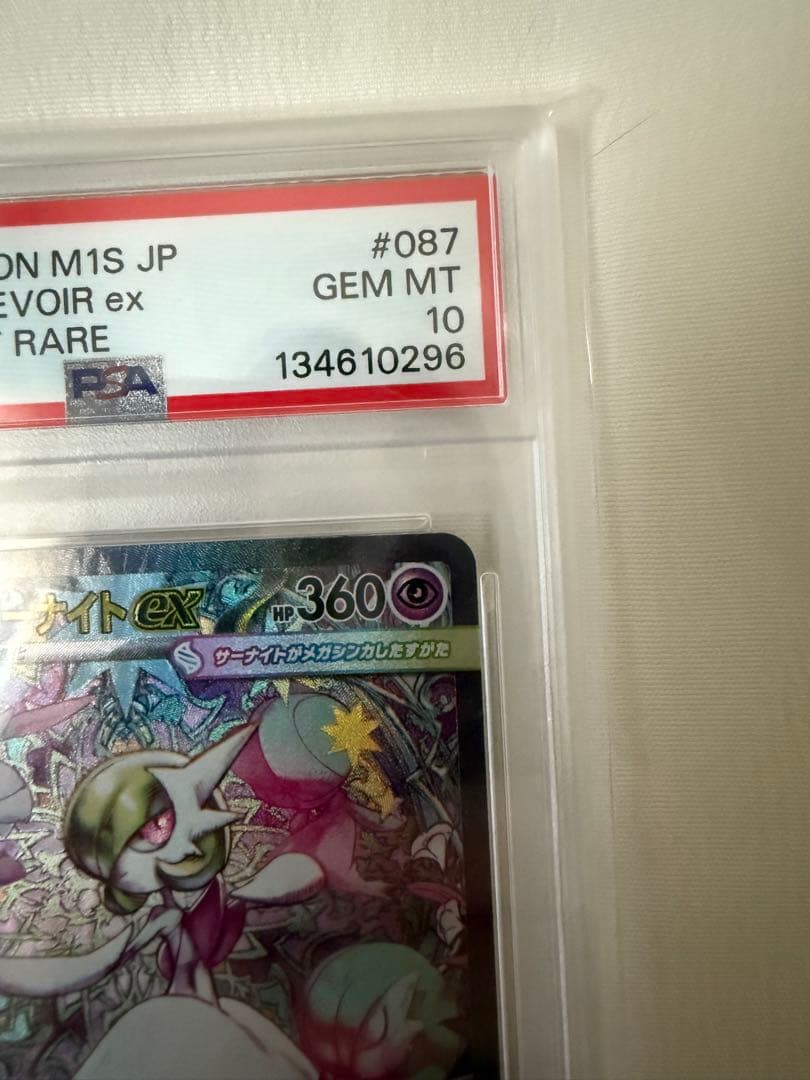 ON M1S JP #087
EVOIR ex GEM MT
RARE 10
134610296
PSA
ーナイトex HP360
サーナイトがメガシンカしたすがた